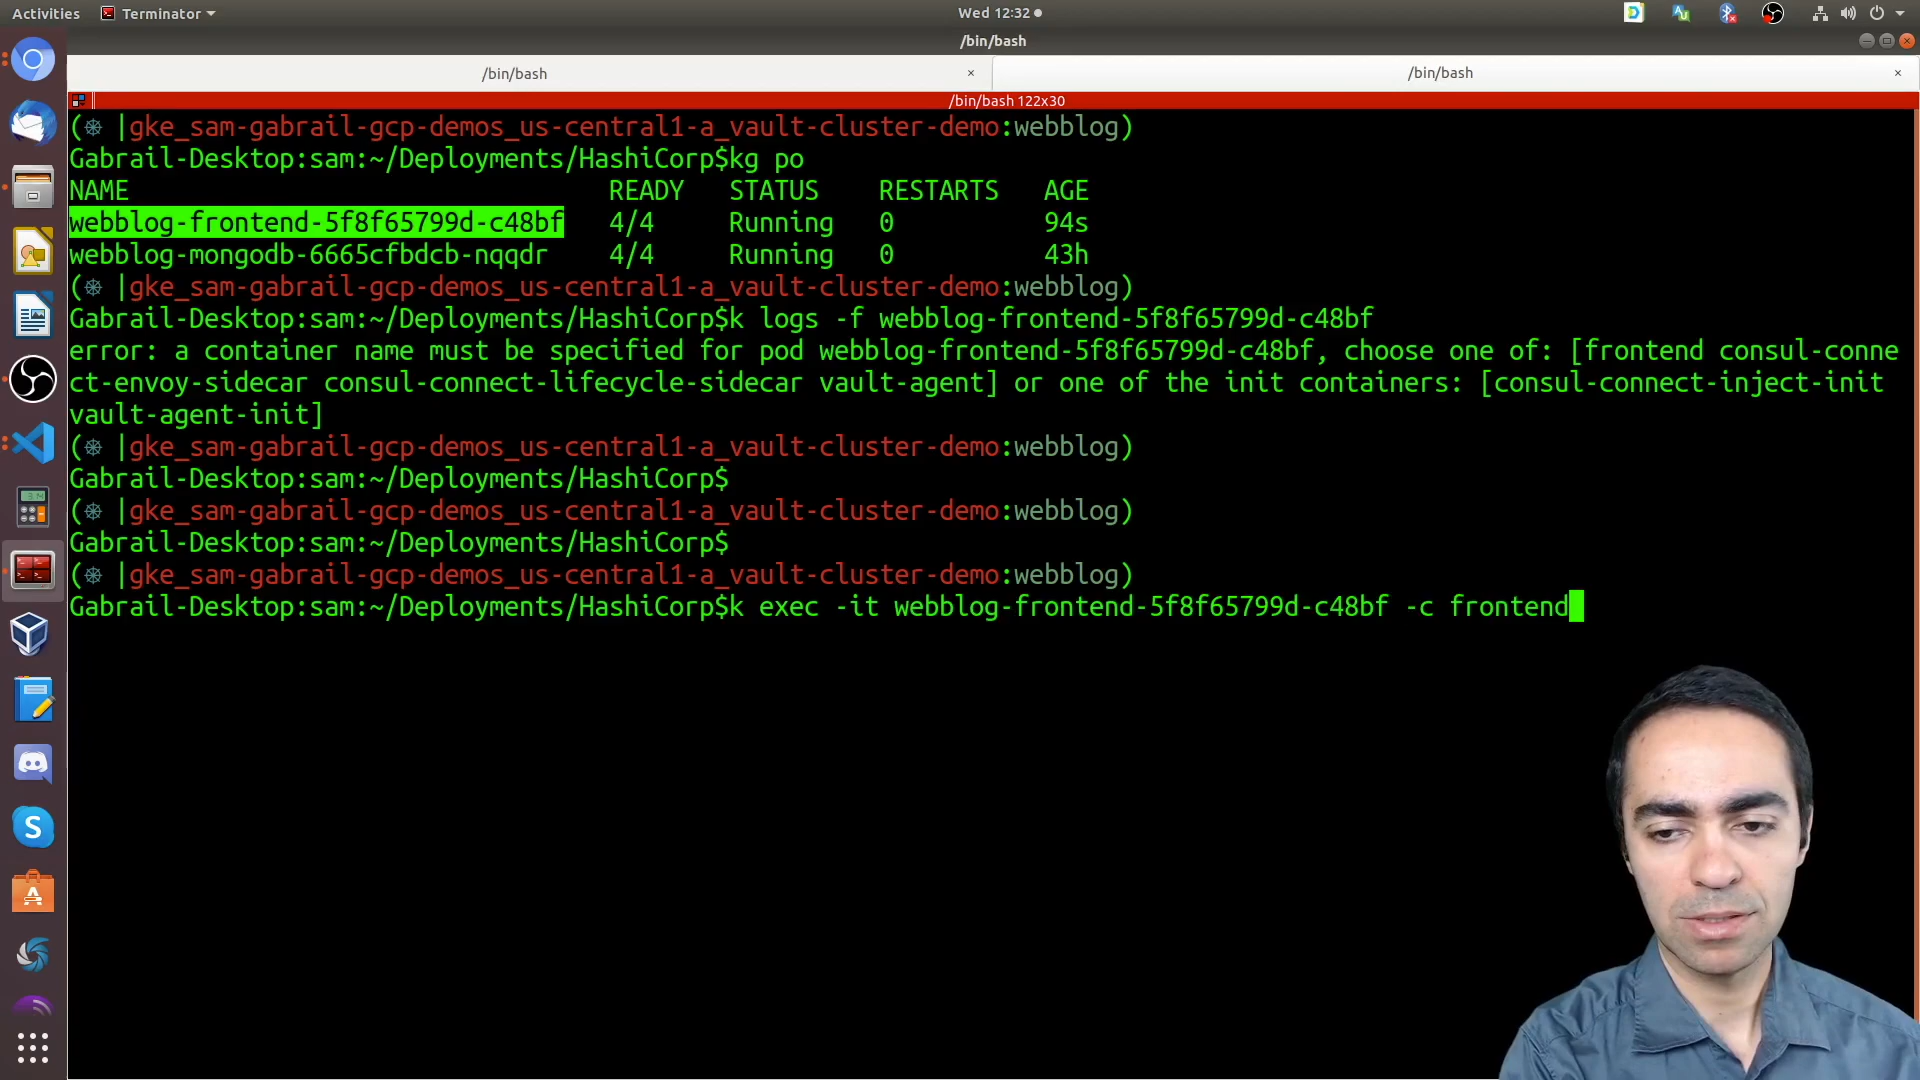 Activities Terminator Wed 12:32
/bin/bash
/bin/bash × /bin/bash ×
/bin/bash 122x30
(⎈ |gke_sam-gabrail-gcp-demos_us-central1-a_vault-cluster-demo:webblog)
Gabrail-Desktop:sam:~/Deployments/HashiCorp$kg po
NAME READY STATUS RESTARTS AGE
webblog-frontend-5f8f65799d-c48bf 4/4 Running 0 94s
webblog-mongodb-6665cfbdcb-nqqdr 4/4 Running 0 43h
(⎈ |gke_sam-gabrail-gcp-demos_us-central1-a_vault-cluster-demo:webblog)
Gabrail-Desktop:sam:~/Deployments/HashiCorp$k logs -f webblog-frontend-5f8f65799d-c48bf
error: a container name must be specified for pod webblog-frontend-5f8f65799d-c48bf, choose one of: [frontend consul-conne
ct-envoy-sidecar consul-connect-lifecycle-sidecar vault-agent] or one of the init containers: [consul-connect-inject-init
vault-agent-init]
(⎈ |gke_sam-gabrail-gcp-demos_us-central1-a_vault-cluster-demo:webblog)
Gabrail-Desktop:sam:~/Deployments/HashiCorp$
(⎈ |gke_sam-gabrail-gcp-demos_us-central1-a_vault-cluster-demo:webblog)
Gabrail-Desktop:sam:~/Deployments/HashiCorp$
(⎈ |gke_sam-gabrail-gcp-demos_us-central1-a_vault-cluster-demo:webblog)
Gabrail-Desktop:sam:~/Deployments/HashiCorp$k exec -it webblog-frontend-5f8f65799d-c48bf -c frontend